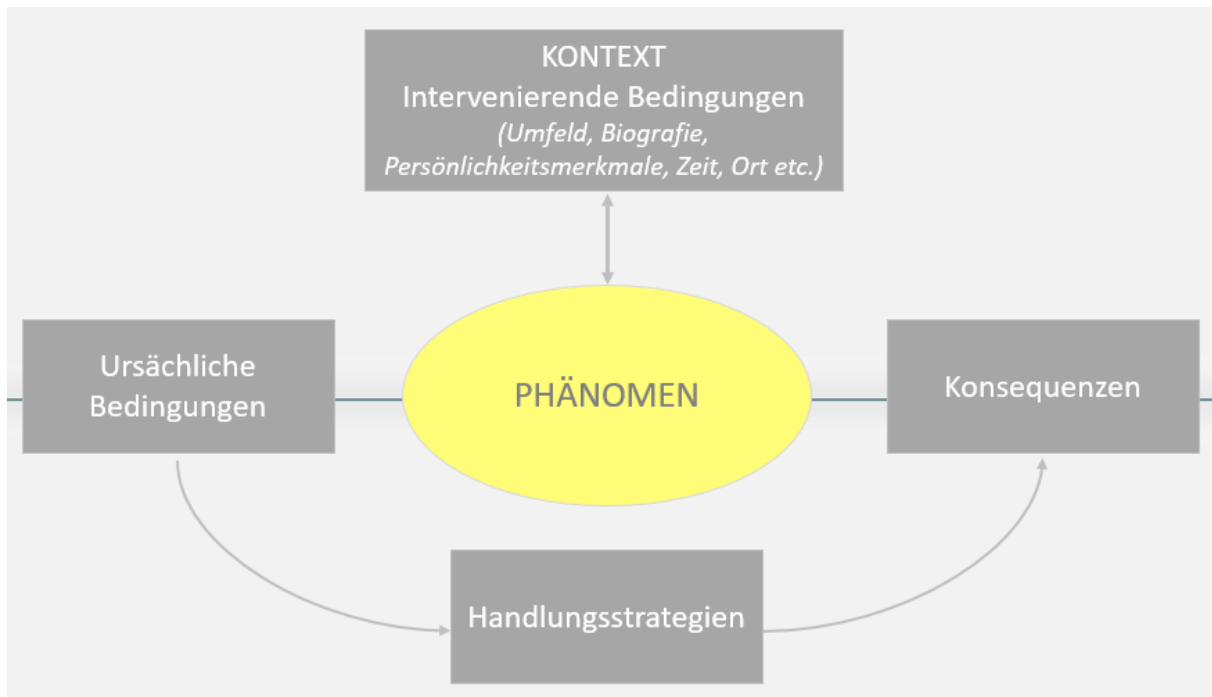 KONTEXT
Intervenierende Bedingungen
(Umfeld, Biografie,
Persönlichkeitsmerkmale, Zeit, Ort etc.)
Ursächliche
Bedingungen
PHÄNOMEN
Konsequenzen
Handlungsstrategien